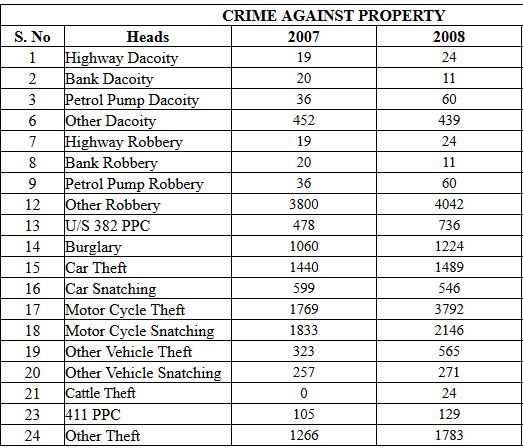 CRIME AGAINST PROPERTY
S. No Heads 2007 2008
1 Highway Dacoity 19 24
2 Bank Dacoity 20 11
3 Petrol Pump Dacoity 36 60
6 Other Dacoity 452 439
7 Highway Robbery 19 24
8 Bank Robbery 20 11
9 Petrol Pump Robbery 36 60
12 Other Robbery 3800 4042
13 U/S 382 PPC 478 736
14 Burglary 1060 1224
15 Car Theft 1440 1489
16 Car Snatching 599 546
17 Motor Cycle Theft 1769 3792
18 Motor Cycle Snatching 1833 2146
19 Other Vehicle Theft 323 565
20 Other Vehicle Snatching 257 271
21 Cattle Theft 0 24
23 411 PPC 105 129
24 Other Theft 1266 1783